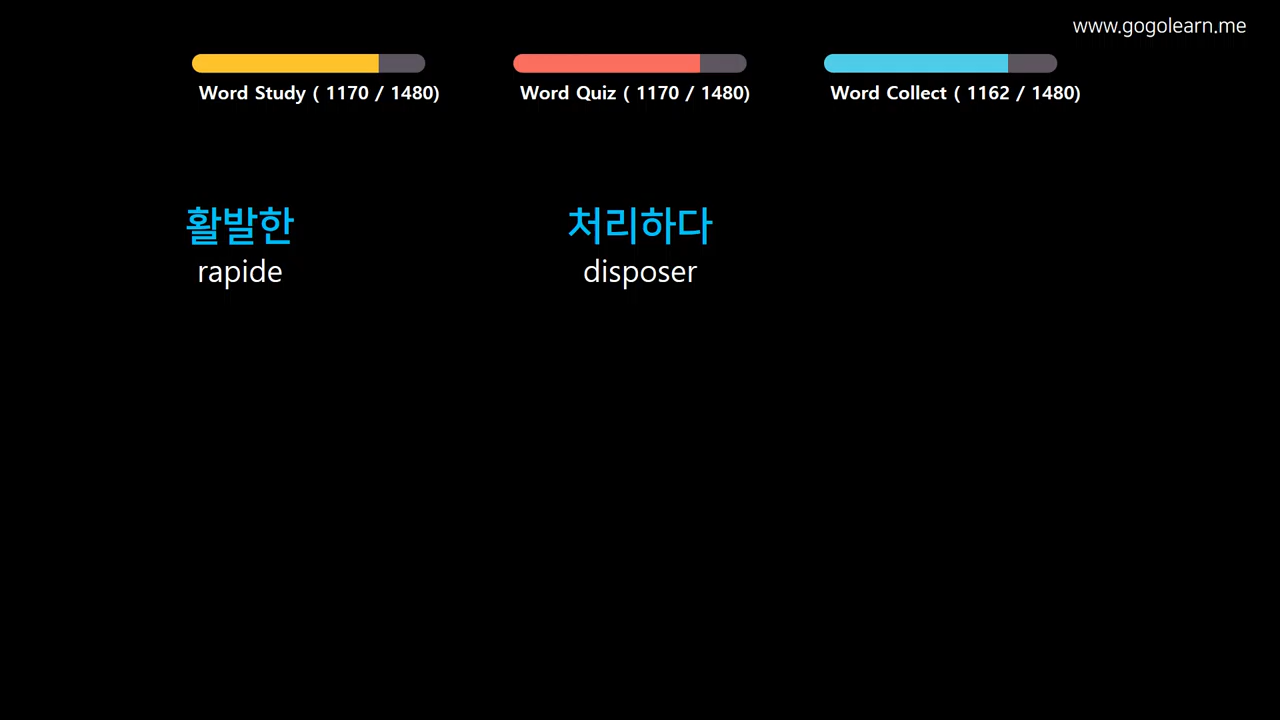 www.gogolearn.me
Word Study ( 1170 / 1480)
Word Quiz ( 1170 / 1480)
Word Collect ( 1162 / 1480)
활발한
rapide
처리하다
disposer